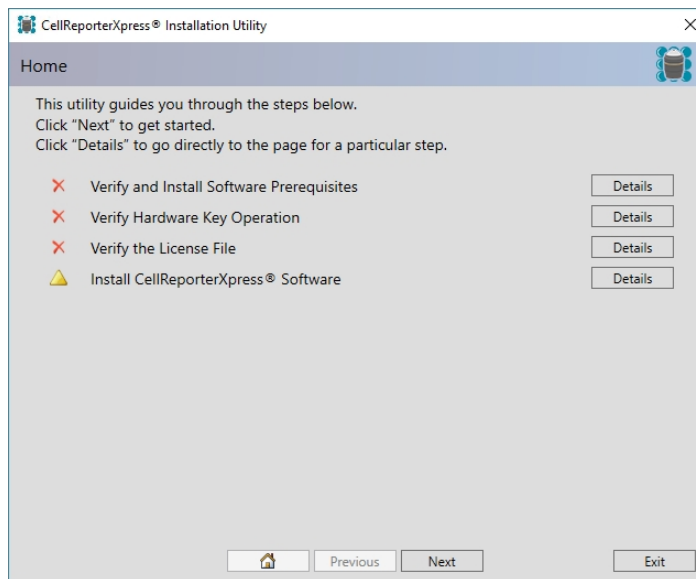 CellReporterXpress® Installation Utility
Home
This utility guides you through the steps below.
Click “Next” to get started.
Click “Details” to go directly to the page for a particular step.
Verify and Install Software Prerequisites Details
Verify Hardware Key Operation Details
Verify the License File Details
Install CellReporterXpress® Software Details
Previous Next Exit